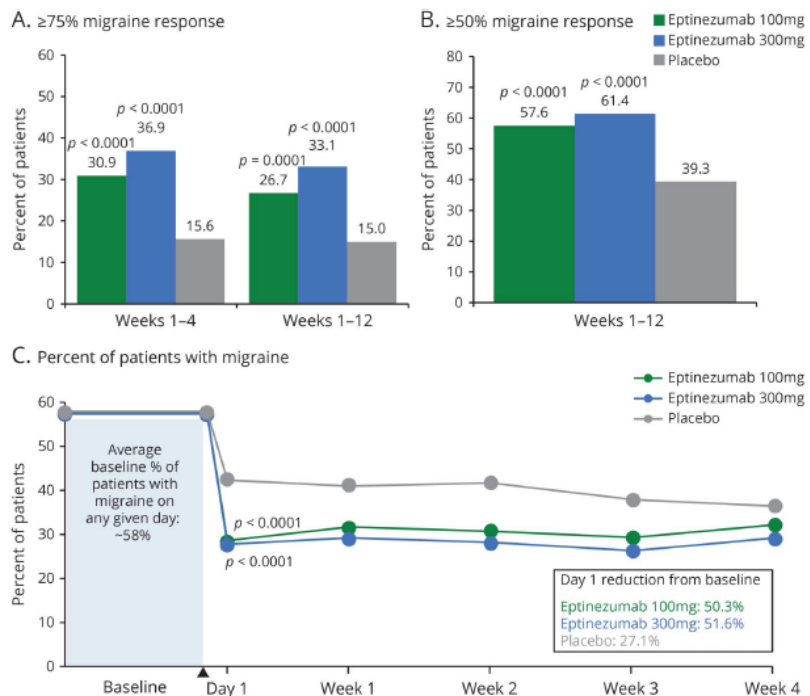 A. ≥75% migraine response
Percent of patients
60
50
40
30
20
10
0
p < 0.0001
30.9
p < 0.0001
36.9
15.6
p = 0.0001
26.7
p < 0.0001
33.1
15.0
Weeks 1–4
Weeks 1–12
B. ≥50% migraine response
Eptinezumab 100mg
Eptinezumab 300mg
Placebo
Percent of patients
80
70
60
50
40
30
20
10
0
p < 0.0001
57.6
p < 0.0001
61.4
39.3
Weeks 1–12
C. Percent of patients with migraine
Eptinezumab 100mg
Eptinezumab 300mg
Placebo
Percent of patients
60
50
40
30
20
10
0
Average
baseline % of
patients with
migraine on
any given day:
~58%
p < 0.0001
p < 0.0001
Day 1 reduction from baseline
Eptinezumab 100mg: 50.3%
Eptinezumab 300mg: 51.6%
Placebo: 27.1%
Baseline
Day 1
Week 1
Week 2
Week 3
Week 4